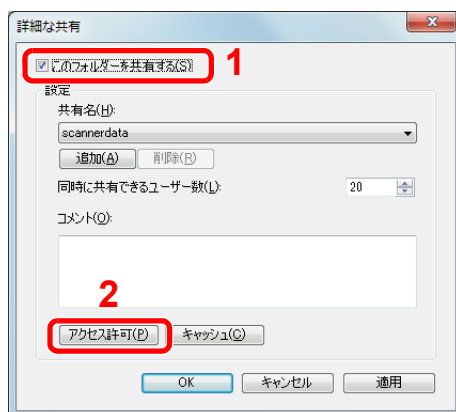 詳細な共有
このフォルダーを共有する(S)
1
設定
共有名(H):
scannerdata
追加(A) 削除(R)
同時に共有できるユーザー数(L): 20
コメント(O):
2
アクセス許可(P) キャッシュ(C)
OK キャンセル 適用